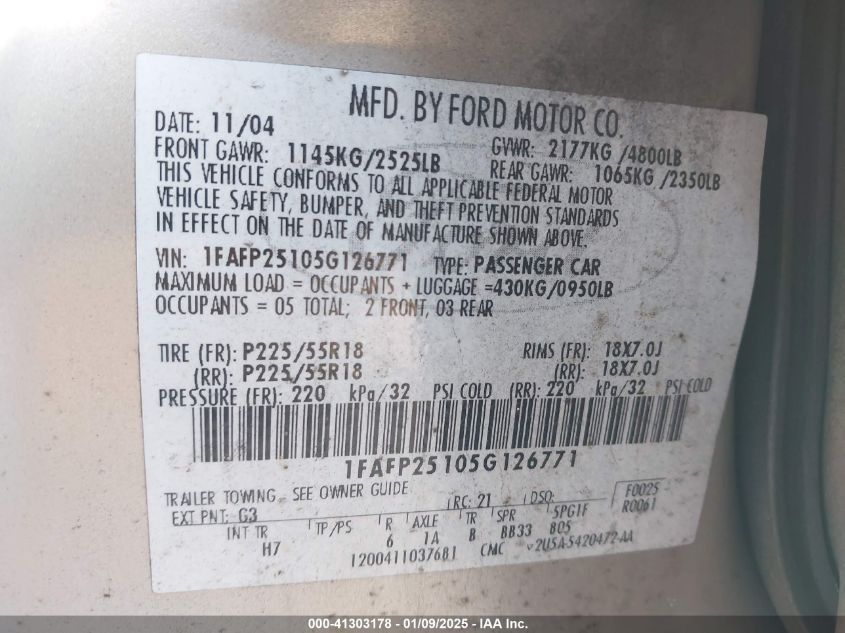 MFD. BY FORD MOTOR CO.
DATE: 11/04 GVWR: 2177KG /4800LB
FRONT GAWR: 1145KG/2525LB REAR GAWR: 1065KG /2350LB
THIS VEHICLE CONFORMS TO ALL APPLICABLE FEDERAL MOTOR
VEHICLE SAFETY, BUMPER, AND THEFT PREVENTION STANDARDS
IN EFFECT ON THE DATE OF MANUFACTURE SHOWN ABOVE.
VIN: 1FAFP25105G126771 TYPE: PASSENGER CAR
MAXIMUM LOAD = OCCUPANTS + LUGGAGE =430KG/0950LB
OCCUPANTS = 05 TOTAL; 2 FRONT, 03 REAR
TIRE (FR): P225/55R18 RIMS (FR): 18X7.0J
(RR): P225/55R18 (RR): 18X7.0J
PRESSURE (FR): 220 kPa/32 PSI COLD (RR): 220 kPa/32 PSI COLD
1FAFP25105G126771
TRAILER TOWING - SEE OWNER GUIDE F0025
EXT PNT: G3 RC: 21 DSO: R0061
INT TR TP/PS R AXLE TR SPR 5PG1F
H7 6 1A B BB33 805
1200411037681 CMC V2U5A-5420472-AA
000-41303178 - 01/09/2025 - IAA Inc.